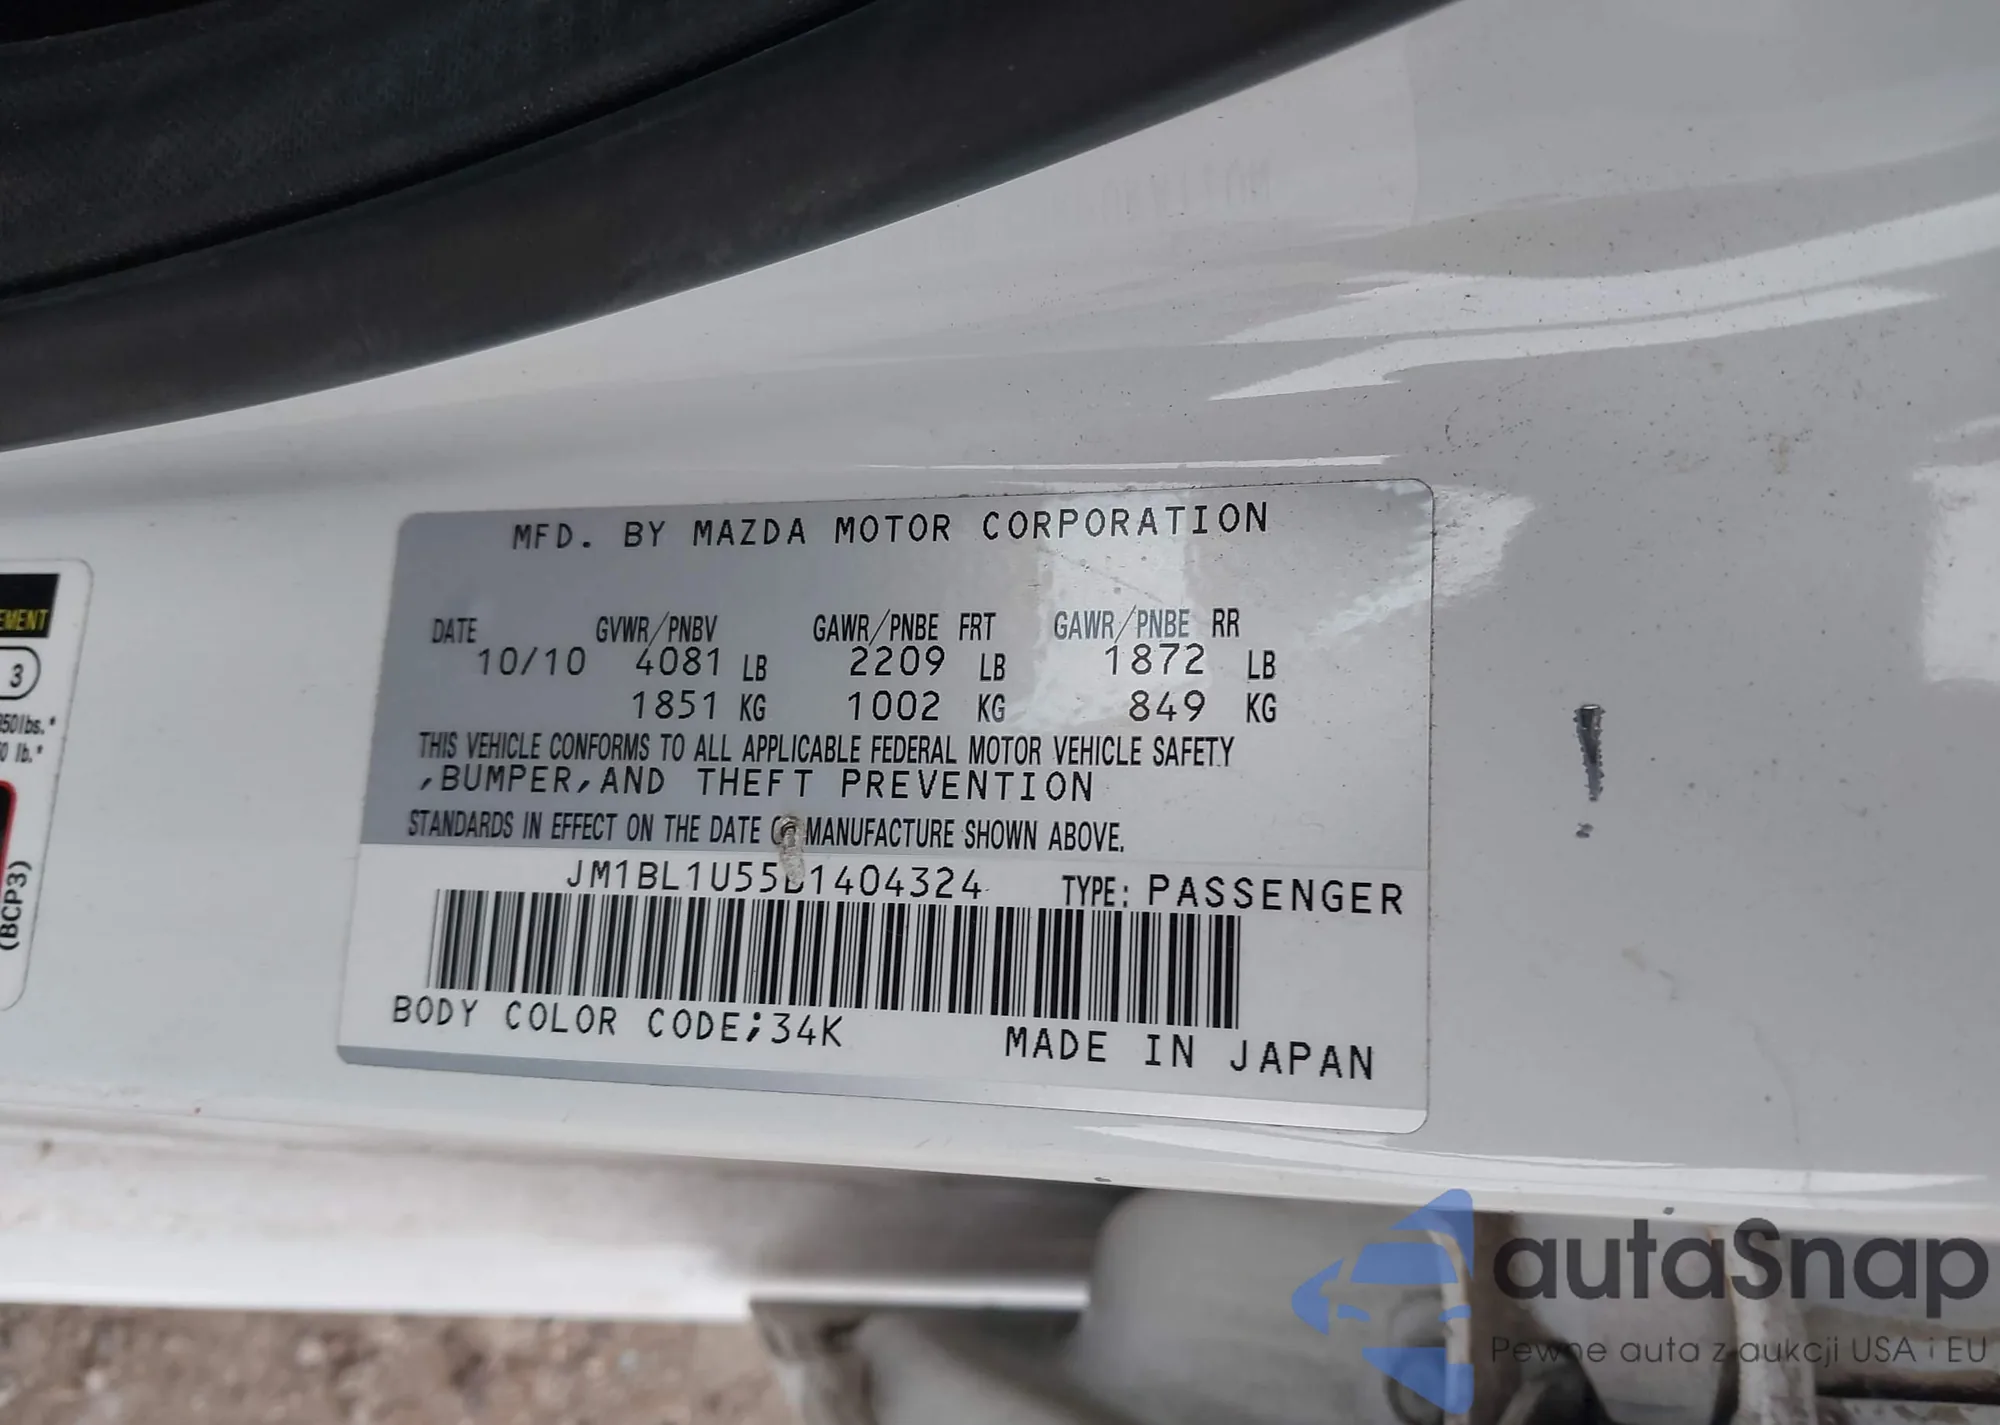 MFD. BY MAZDA MOTOR CORPORATION
DATE GVWR/PNBV GAWR/PNBE FRT GAWR/PNBE RR
10/10 4081 LB 2209 LB 1872 LB
1851 KG 1002 KG 849 KG
THIS VEHICLE CONFORMS TO ALL APPLICABLE FEDERAL MOTOR VEHICLE SAFETY
,BUMPER,AND THEFT PREVENTION
STANDARDS IN EFFECT ON THE DATE OF MANUFACTURE SHOWN ABOVE.
TYPE: PASSENGER
BODY COLOR CODE;34K
MADE IN JAPAN
3
(BCP3)
autaSnap
Pewne auta z aukcji USA i EU